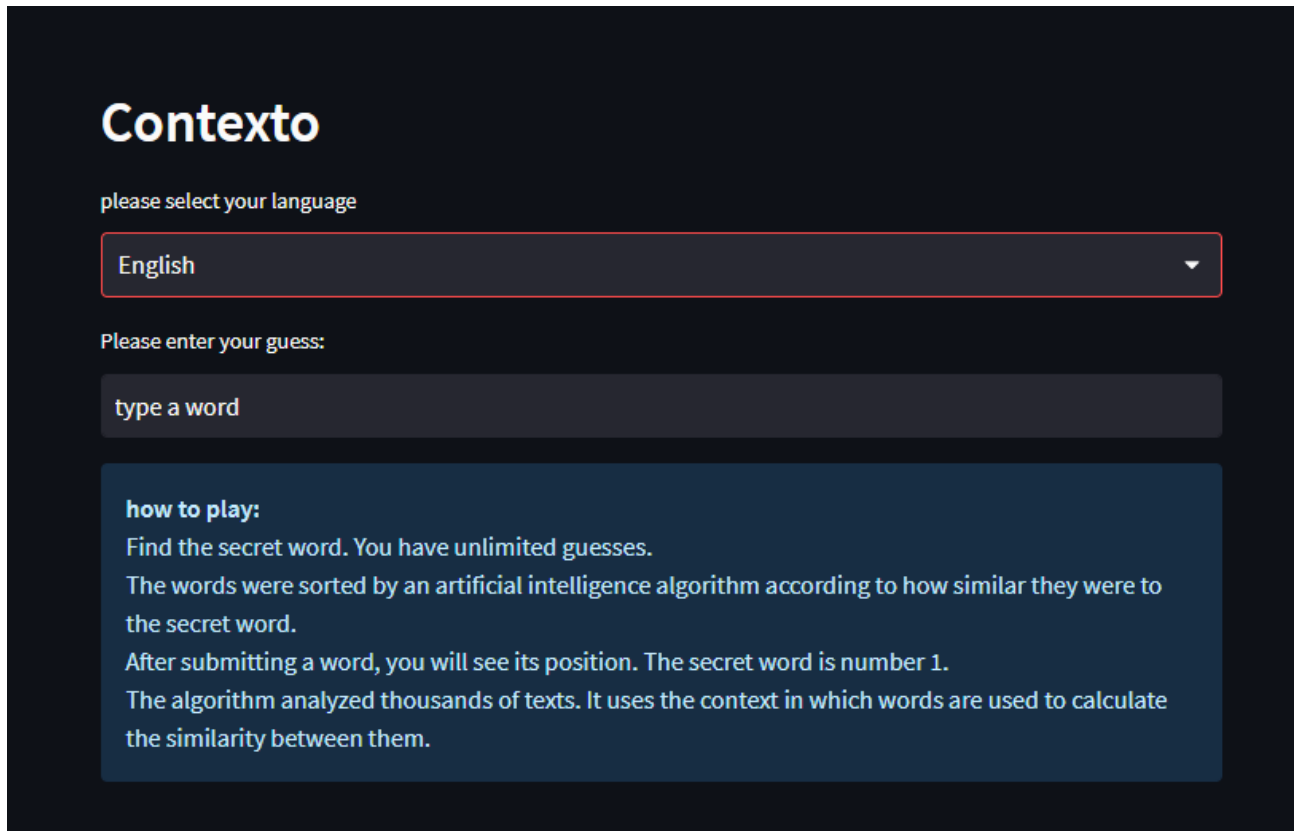 Contexto
please select your language
English
Please enter your guess:
type a word
how to play:
Find the secret word. You have unlimited guesses.
The words were sorted by an artificial intelligence algorithm according to how similar they were to
the secret word.
After submitting a word, you will see its position. The secret word is number 1.
The algorithm analyzed thousands of texts. It uses the context in which words are used to calculate
the similarity between them.